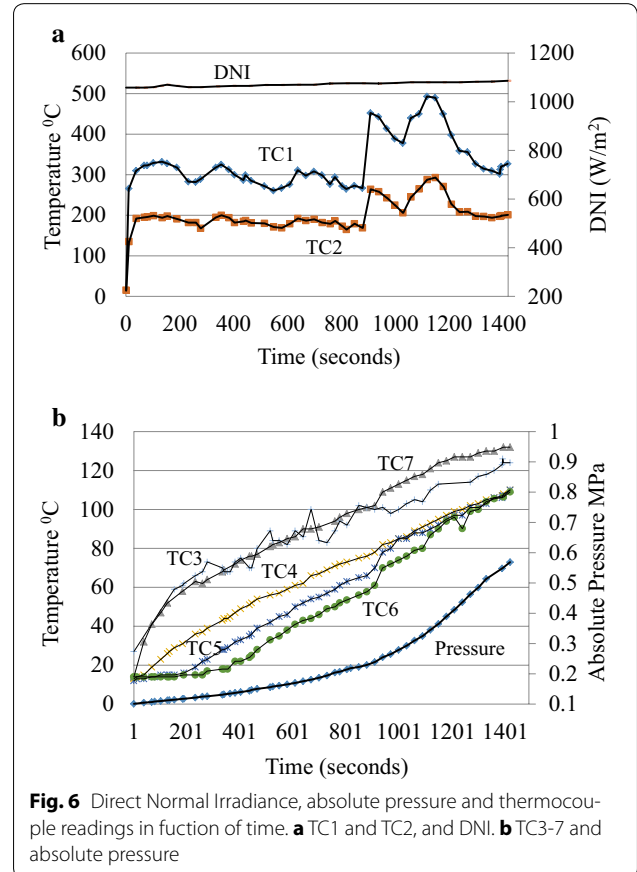 a
600
500
400
300
200
100
0
Temperature ⁰C
DNI
TC1
TC2
1200
1000
800
600
400
200
DNI (W/m²)
0 200 400 600 800 1000 1200 1400
Time (seconds)
b
140
120
100
80
60
40
20
0
Temperature ⁰C
TC7
TC3
TC4
TC6
TC5
Pressure
1
0.9
0.8
0.7
0.6
0.5
0.4
0.3
0.2
0.1
Absolute Pressure MPa
1 201 401 601 801 1001 1201 1401
Time (seconds)
Fig. 6 Direct Normal Irradiance, absolute pressure and thermocou-
ple readings in fuction of time. a TC1 and TC2, and DNI. b TC3-7 and
absolute pressure